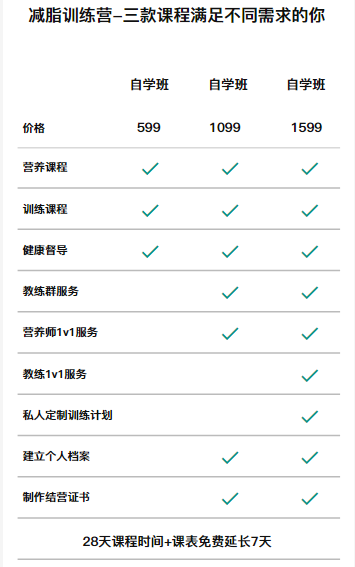 减脂训练营–三款课程满足不同需求的你
自学班 自学班 自学班
价格 599 1099 1599
营养课程
训练课程
健康督导
教练群服务
营养师1v1服务
教练1v1服务
私人定制训练计划
建立个人档案
制作结营证书
28天课程时间+课表免费延长7天